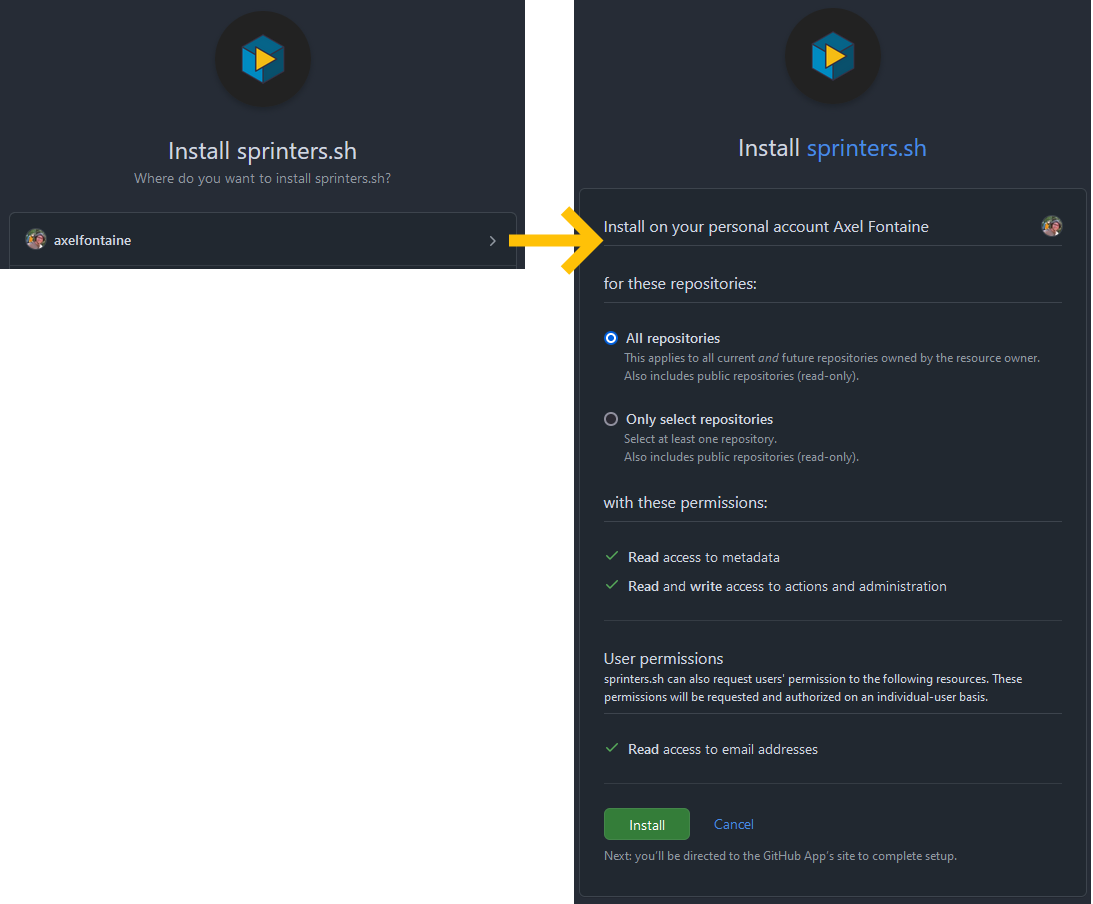 Install sprinters.sh
Where do you want to install sprinters.sh?
axelfontaine
Install sprinters.sh
Install on your personal account Axel Fontaine
for these repositories:
All repositories
This applies to all current and future repositories owned by the resource owner.
Also includes public repositories (read-only).
Only select repositories
Select at least one repository.
Also includes public repositories (read-only).
with these permissions:
Read access to metadata
Read and write access to actions and administration
User permissions
sprinters.sh can also request users' permission to the following resources. These
permissions will be requested and authorized on an individual-user basis.
Read access to email addresses
Install Cancel
Next: you'll be directed to the GitHub App's site to complete setup.